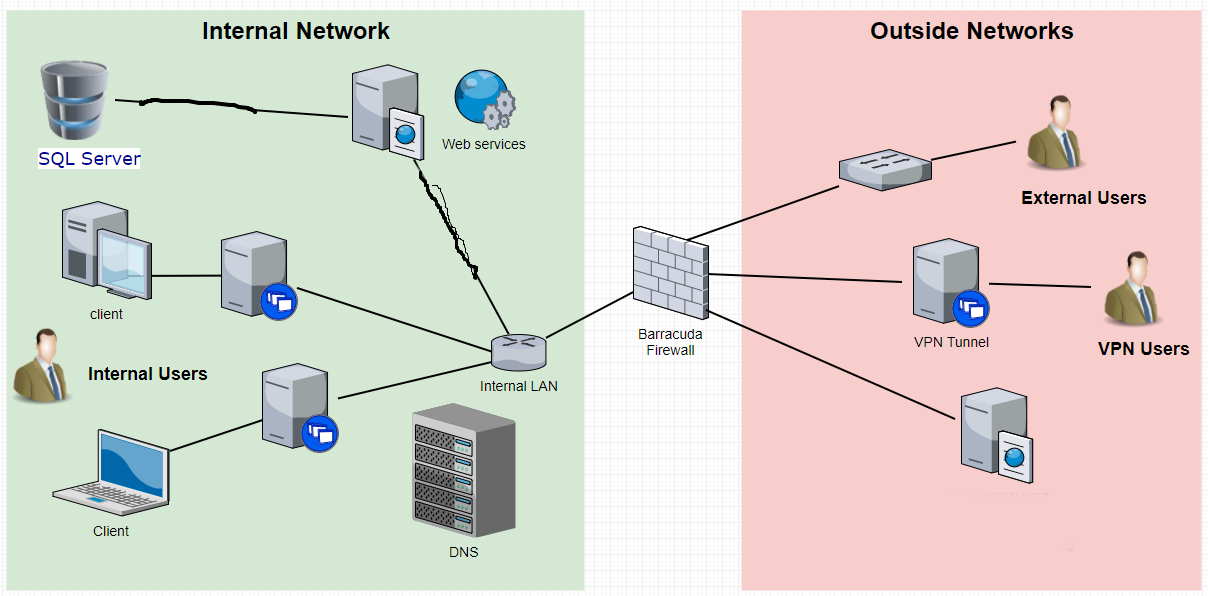 Internal Network
Outside Networks
SQL Server
Web services
External Users
client
Barracuda
Firewall
VPN Tunnel
VPN Users
Internal Users
Internal LAN
Client
DNS